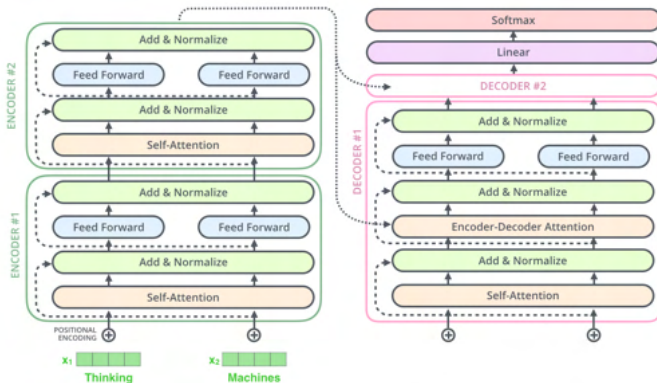 ENCODER #2
Add & Normalize
Feed Forward
Feed Forward
Add & Normalize
Self-Attention
ENCODER #1
Add & Normalize
Feed Forward
Feed Forward
Add & Normalize
Self-Attention
POSITIONAL
ENCODING
x₁
x₂
Thinking
Machines
Softmax
Linear
DECODER #2
DECODER #1
Add & Normalize
Feed Forward
Feed Forward
Add & Normalize
Encoder-Decoder Attention
Add & Normalize
Self-Attention